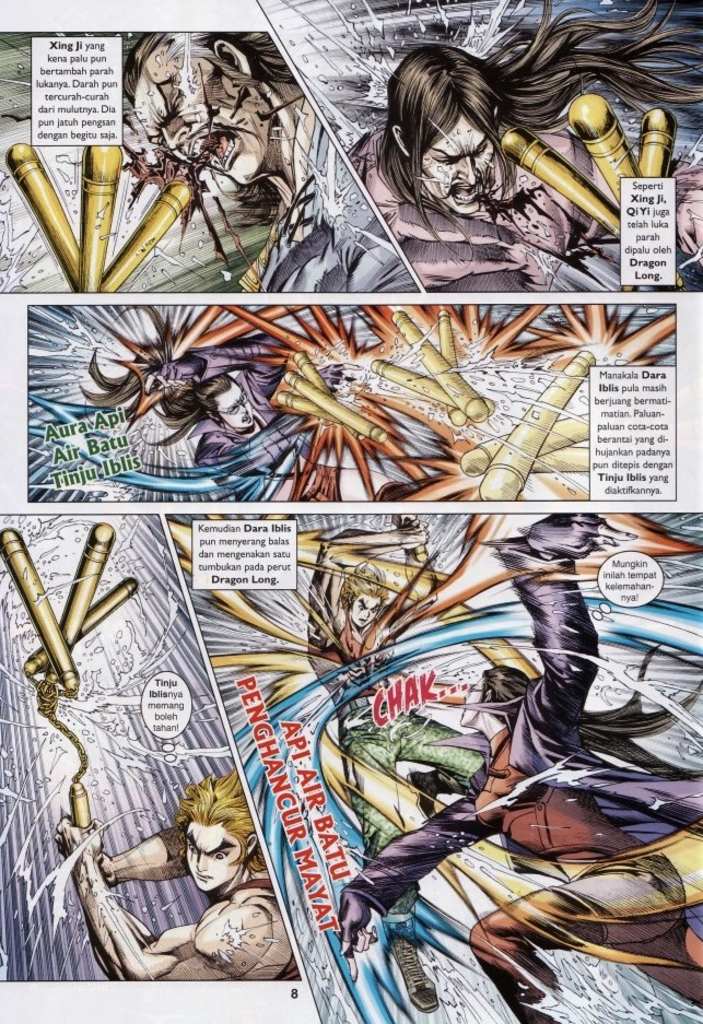 Xing Ji yang
kena palu pun
bertambah parah
lukanya. Darah pun
tercurah-curah
dari mulutnya. Dia
pun jatuh pengsan
dengan begitu
saja.
Seperti
Xing Ji,
Qi Yi juga
telah luka
parah
dipalu oleh
Dragon
Long.
Aura Api
Air Batu
Tinju Iblis
Manakala Dara
Iblis pula masih
berjuang bermati-
matian. Paluan-
paluan cota-cota
berantai yang di-
hujankan padanya
pun ditepis dengan
Tinju Iblis yang
diaktifkannya.
Tinju
Iblisnya
memang
boleh
tahan!
Kemudian Dara Iblis
pun menyerang balas
dan mengenakan satu
tumbukan pada perut
Dragon Long.
Mungkin
inilah tempat
kelemahan-
nya!
CHAK...
API AIR BATU
PENGHANCUR MAYAT
8